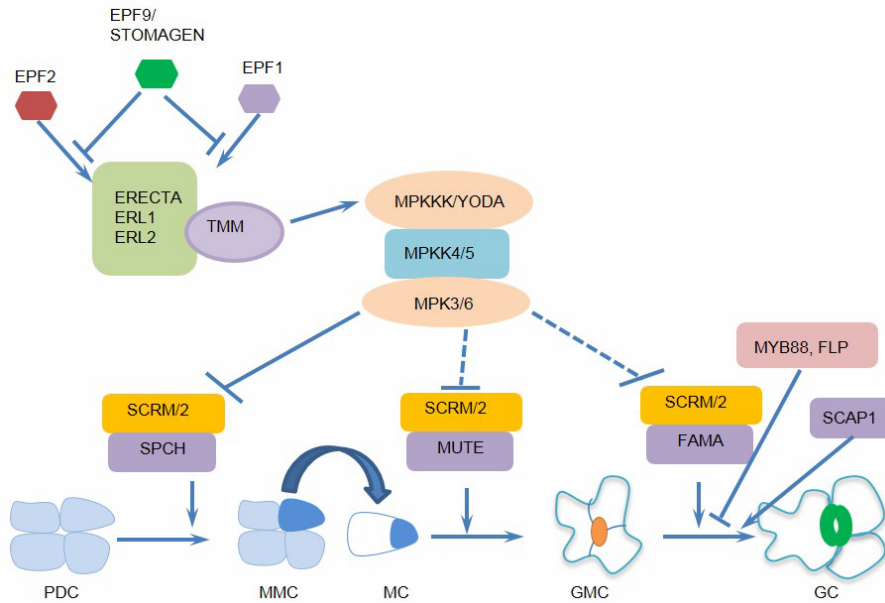 EPF9/
STOMAGEN
EPF2
EPF1
ERECTA
ERL1
ERL2
TMM
MPKKK/YODA
MPKK4/5
MPK3/6
MYB88, FLP
SCRM/2
SPCH
SCRM/2
MUTE
SCRM/2
FAMA
SCAP1
PDC
MMC
MC
GMC
GC